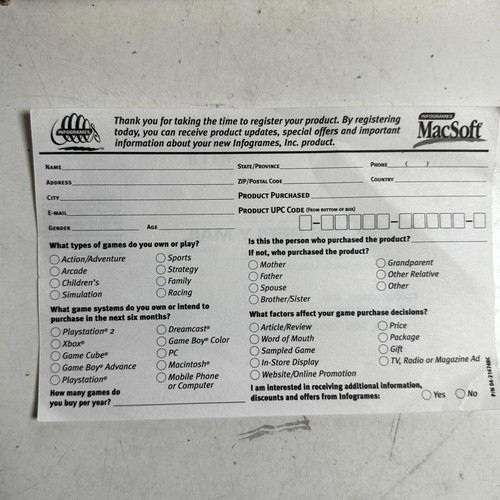 INFOGRAMES
Thank you for taking the time to register your product. By registering
today, you can receive product updates, special offers and important
information about your new Infogrames, Inc. product.
INFOGRAMES
MacSoft
NAME
ADDRESS
CITY
E-MAIL
GENDER AGE
STATE/PROVINCE PHONE ( )
ZIP/POSTAL CODE COUNTRY
PRODUCT PURCHASED
PRODUCT UPC CODE (FROM BOTTOM OF BOX)
What types of games do you own or play?
Action/Adventure
Arcade
Children's
Simulation
Sports
Strategy
Family
Racing
What game systems do you own or intend to
purchase in the next six months?
Playstation® 2
Xbox®
Game Cube®
Game Boy® Advance
Playstation®
Dreamcast®
Game Boy® Color
PC
Macintosh®
Mobile Phone
or Computer
How many games do
you buy per year?
Is this the person who purchased the product?
If not, who purchased the product?
Mother
Father
Spouse
Brother/Sister
Grandparent
Other Relative
Other
What factors affect your game purchase decisions?
Article/Review
Word of Mouth
Sampled Game
In-Store Display
Website/Online Promotion
Price
Package
Gift
TV, Radio or Magazine Ad
I am interested in receiving additional information,
discounts and offers from Infogrames:
Yes No